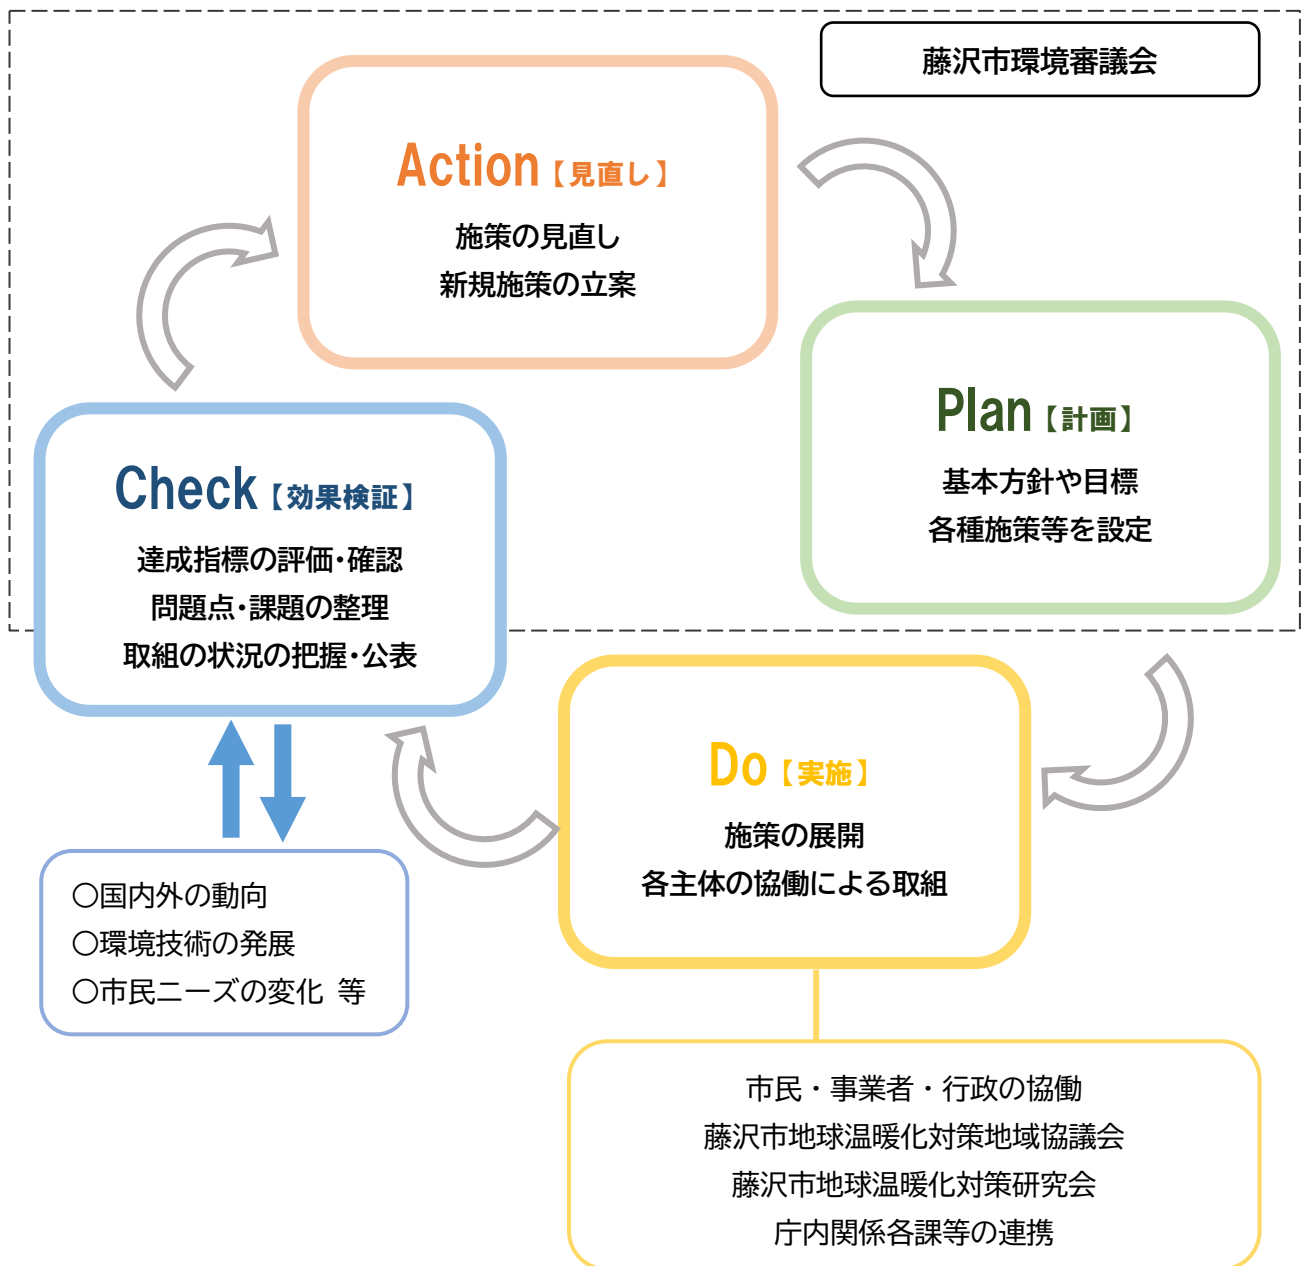 藤沢市環境審議会
Action【見直し】
施策の見直し
新規施策の立案
Plan【計画】
基本方針や目標
各種施策等を設定
Check【効果検証】
達成指標の評価・確認
問題点・課題の整理
取組の状況の把握・公表
Do【実施】
施策の展開
各主体の協働による取組
〇国内外の動向
〇環境技術の発展
〇市民ニーズの変化 等
市民・事業者・行政の協働
藤沢市地球温暖化対策地域協議会
藤沢市地球温暖化対策研究会
庁内関係各課等の連携